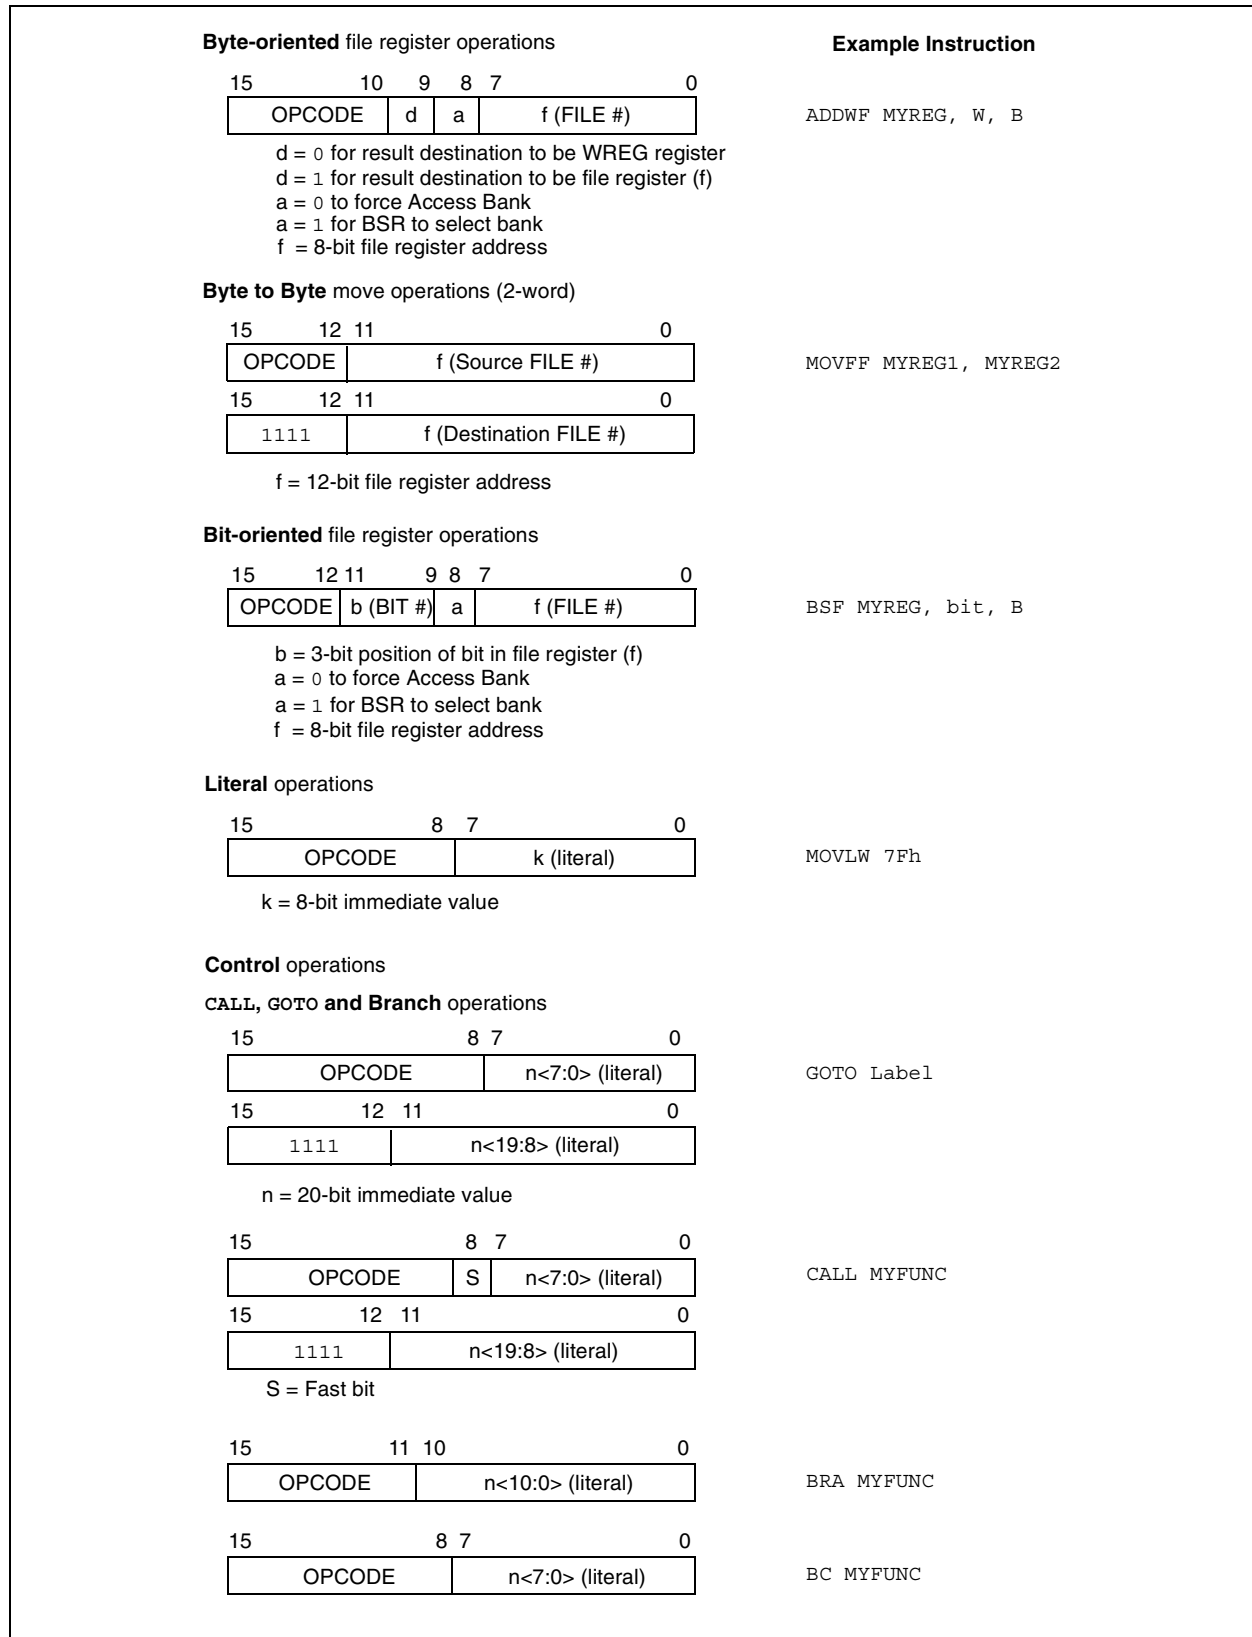 Byte-oriented file register operations Example Instruction
15 10 9 8 7 0
OPCODE d a f (FILE #) ADDWF MYREG, W, B
d = 0 for result destination to be WREG register
d = 1 for result destination to be file register (f)
a = 0 to force Access Bank
a = 1 for BSR to select bank
f = 8-bit file register address
Byte to Byte move operations (2-word)
15 12 11 0
OPCODE f (Source FILE #) MOVFF MYREG1, MYREG2
15 12 11 0
1111 f (Destination FILE #)
f = 12-bit file register address
Bit-oriented file register operations
15 12 11 9 8 7 0
OPCODE b (BIT #) a f (FILE #) BSF MYREG, bit, B
b = 3-bit position of bit in file register (f)
a = 0 to force Access Bank
a = 1 for BSR to select bank
f = 8-bit file register address
Literal operations
15 8 7 0
OPCODE k (literal) MOVLW 7Fh
k = 8-bit immediate value
Control operations
CALL, GOTO and Branch operations
15 8 7 0
OPCODE n<7:0> (literal) GOTO Label
15 12 11 0
1111 n<19:8> (literal)
n = 20-bit immediate value
15 8 7 0
OPCODE S n<7:0> (literal) CALL MYFUNC
15 12 11 0
1111 n<19:8> (literal)
S = Fast bit
15 11 10 0
OPCODE n<10:0> (literal) BRA MYFUNC
15 8 7 0
OPCODE n<7:0> (literal) BC MYFUNC